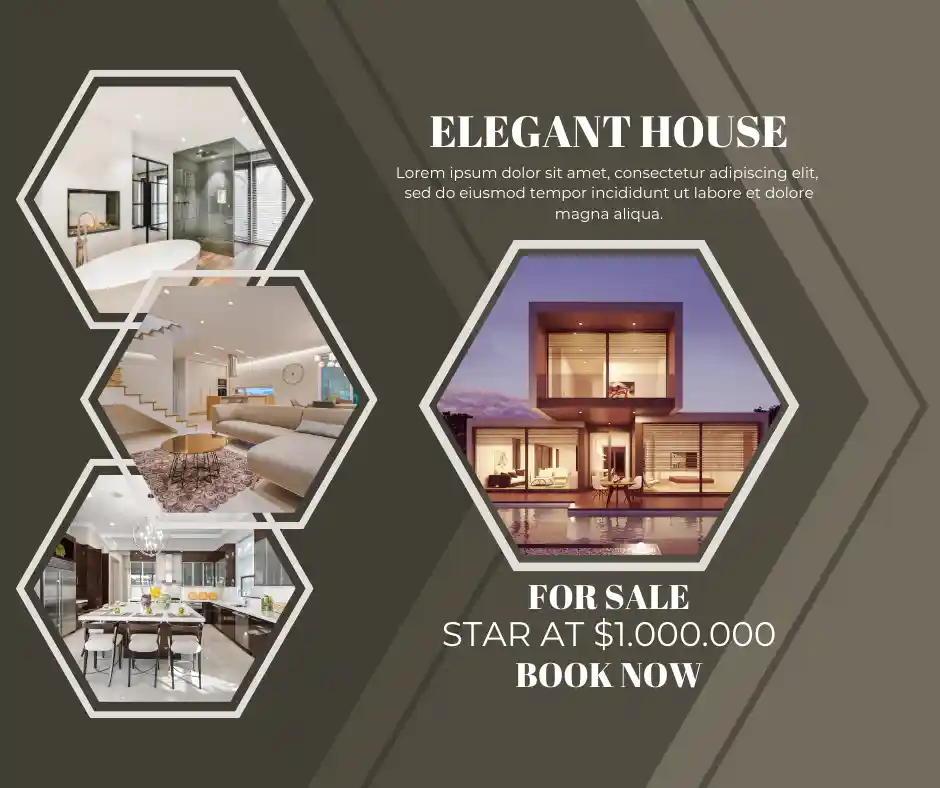 ELEGANT HOUSE
Lorem ipsum dolor sit amet, consectetur adipiscing elit,
sed do eiusmod tempor incididunt ut labore et dolore
magna aliqua.
FOR SALE
STAR AT $1.000.000
BOOK NOW